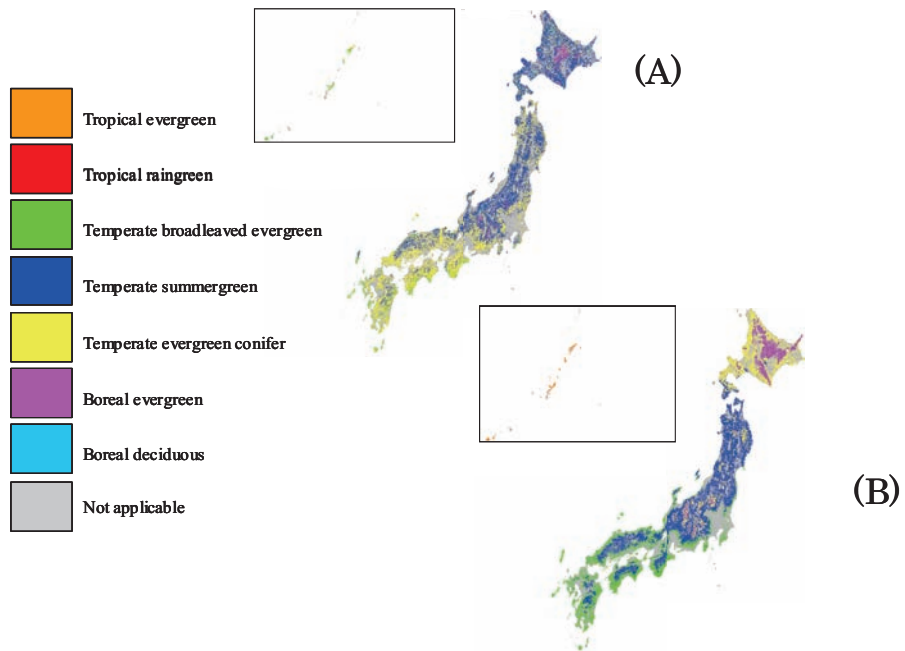 (A)
Tropical evergreen
Tropical raingreen
Temperate broadleaved evergreen
Temperate summergreen
Temperate evergreen conifer
Boreal evergreen
Boreal deciduous
Not applicable
(B)